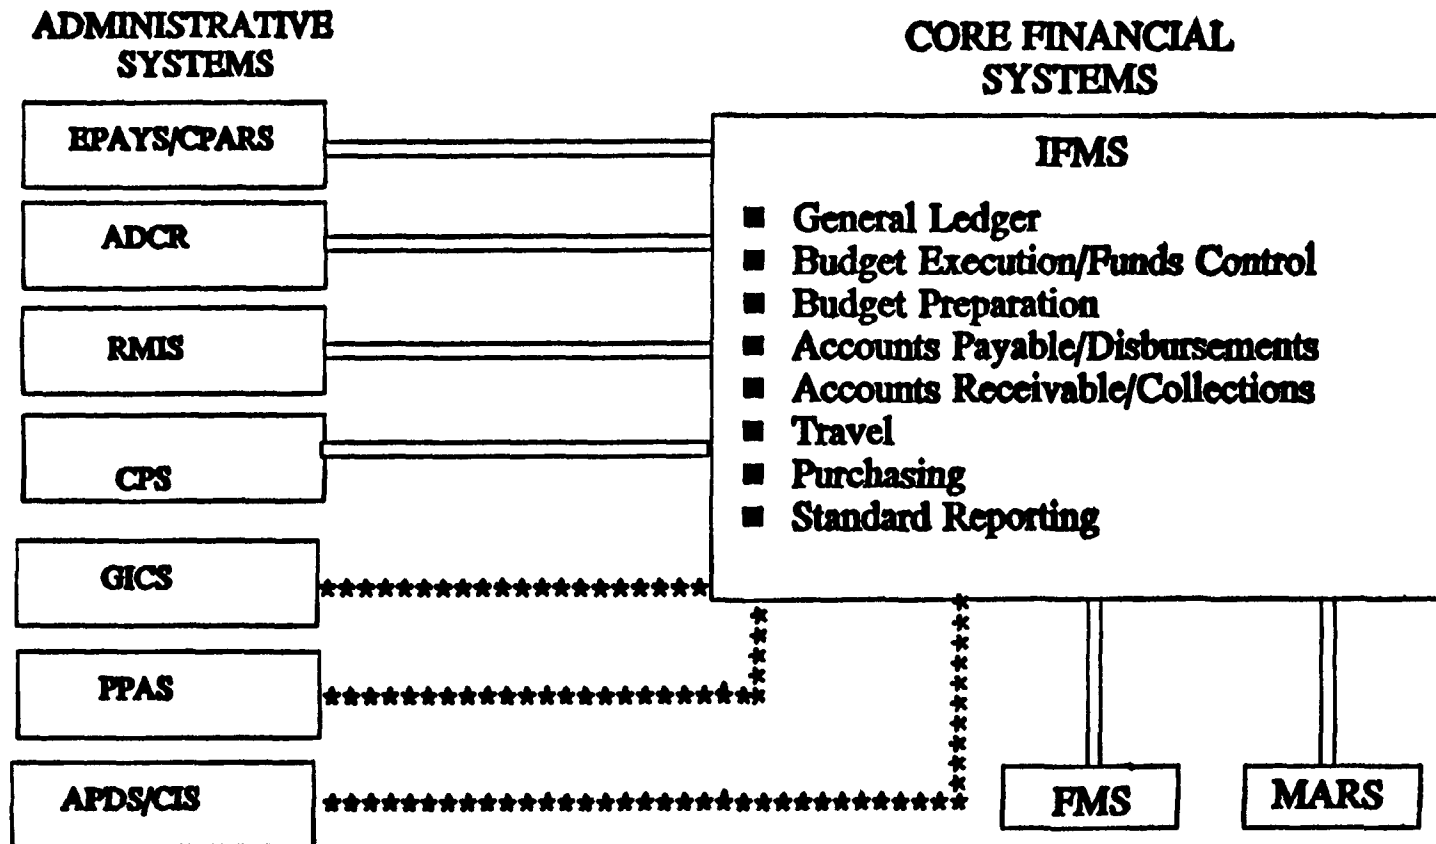 ADMINISTRATIVE
SYSTEMS
EPAYS/CPARS
ADCR
RMIS
CPS
GICS
PPAS
APDS/CIS
CORE FINANCIAL
SYSTEMS
IFMS
■ General Ledger
■ Budget Execution/Funds Control
■ Budget Preparation
■ Accounts Payable/Disbursements
■ Accounts Receivable/Collections
■ Travel
■ Purchasing
■ Standard Reporting
FMS
MARS